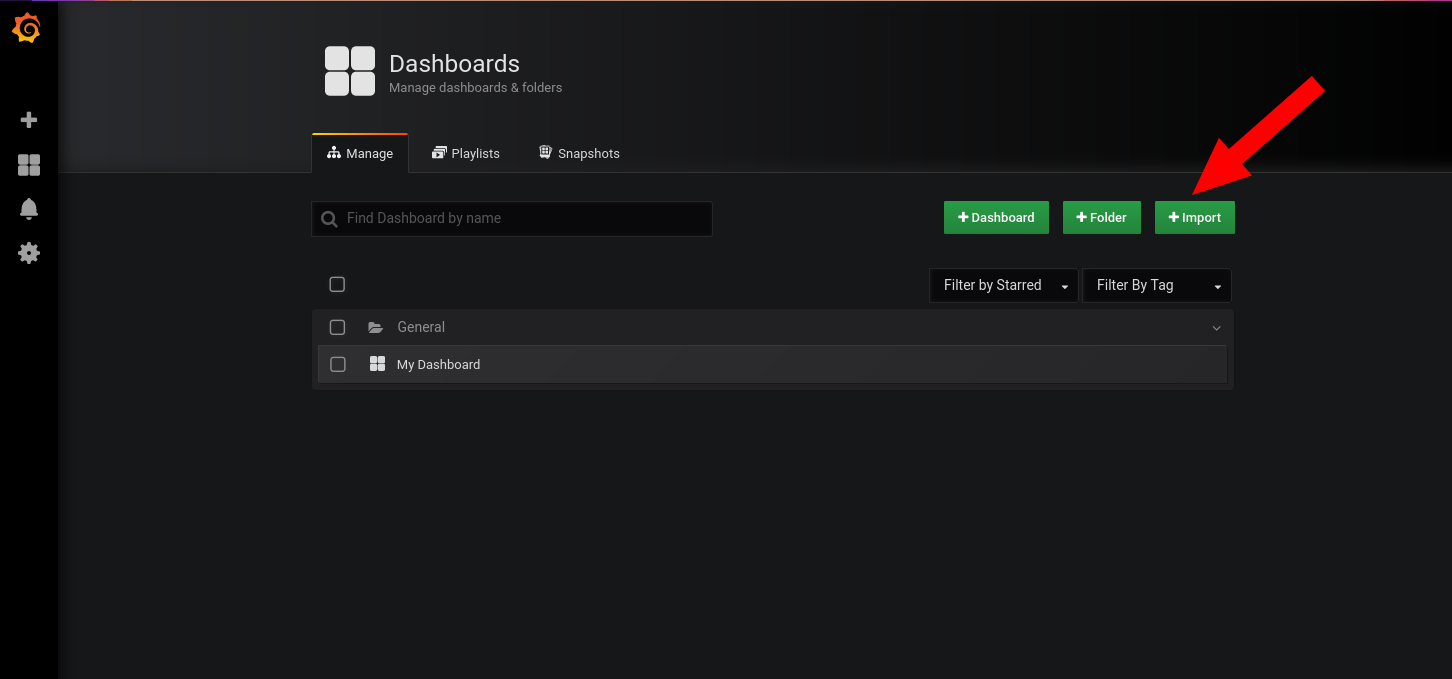 Dashboards
Manage dashboards & folders
Manage Playlists Snapshots
Find Dashboard by name Dashboard Folder Import
Filter by Starred Filter By Tag
General
My Dashboard